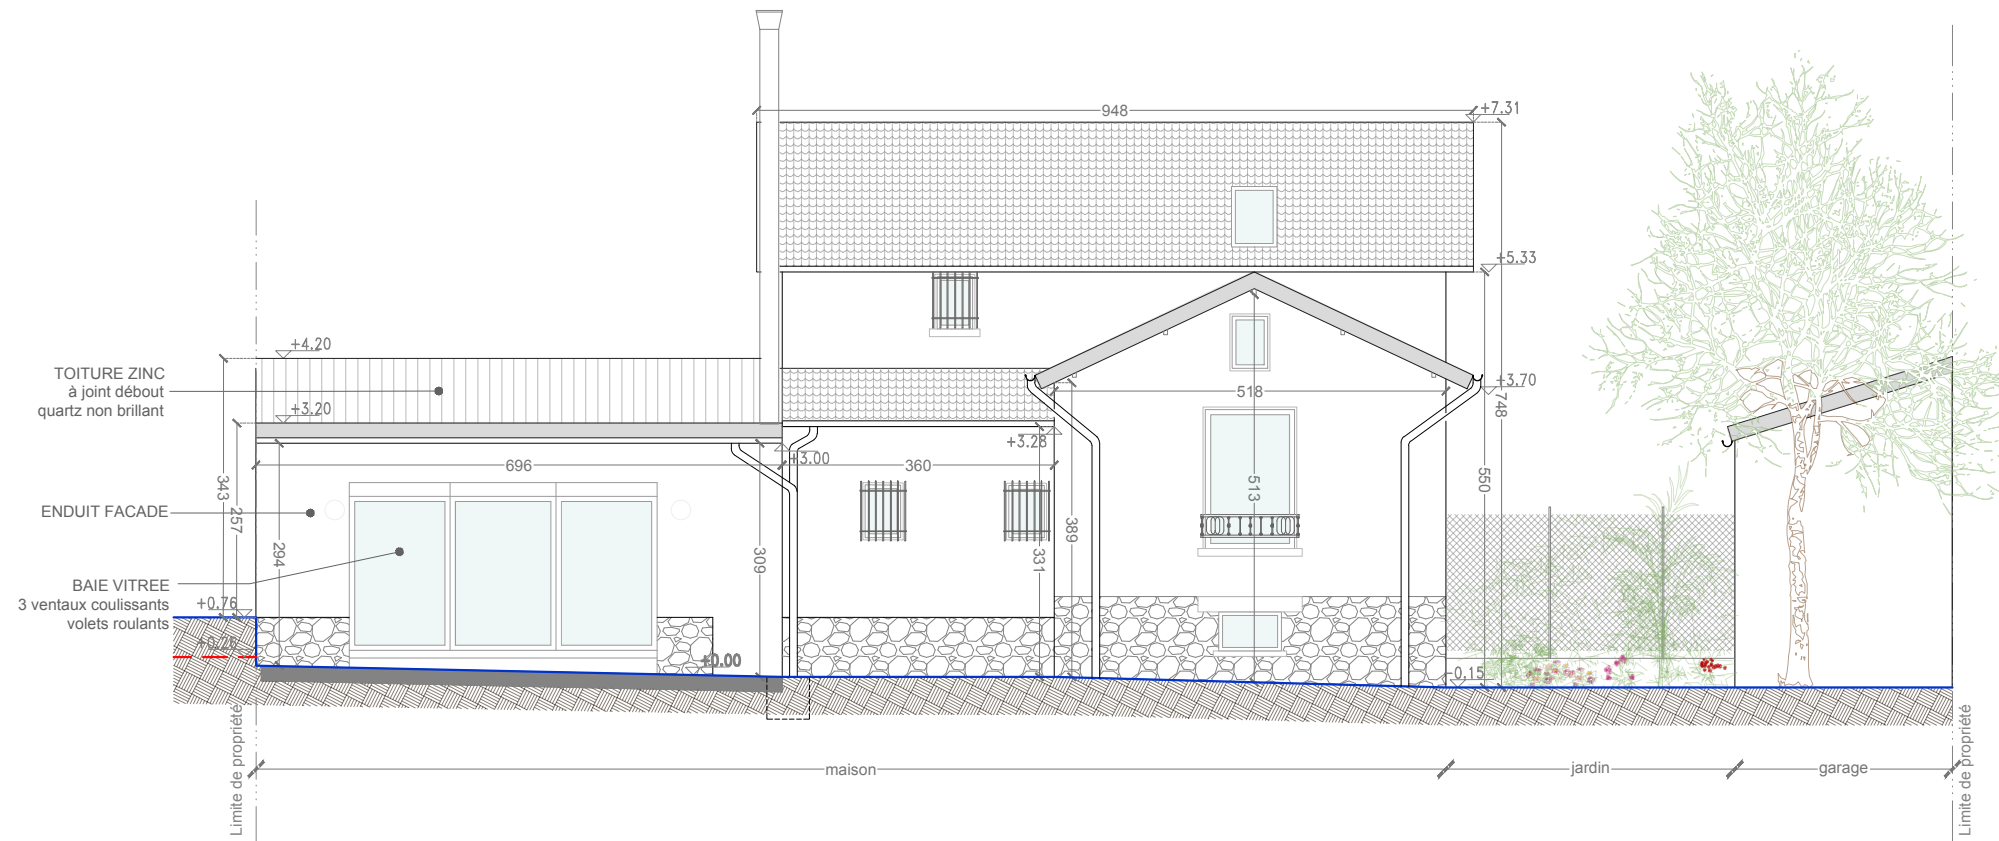 948
+7.31
+5.33
+4.20
TOITURE ZINC
à joint débout
quartz non brillant
+3.20
+3.70
518
748
+3.28
+3.00
696
360
343
257
550
513
ENDUIT FACADE
389
294
309
331
BAIE VITREE
3 ventaux coulissants
volets roulants
+0.76
+0.26
+0.00
-0,15
Limite de propriété
Limite de propriété
maison
jardin
garage